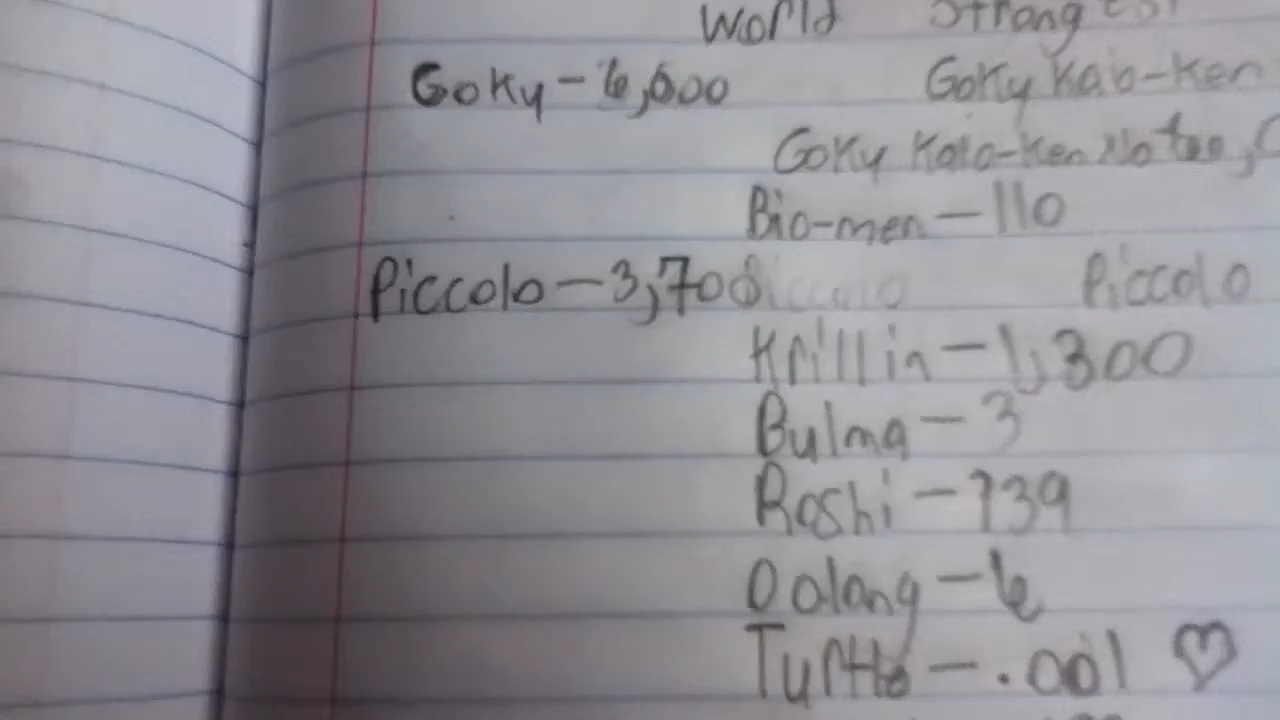 World Strongest
Goku - 6,000 Goku Kaio-Ken
Goku Kaio-Ken
Bio-men - 110
Piccolo - 3,700 Piccolo
Krillin - 1,300
Bulma - 3
Roshi - 139
Oolong - 6
Turtle - .001 ♡